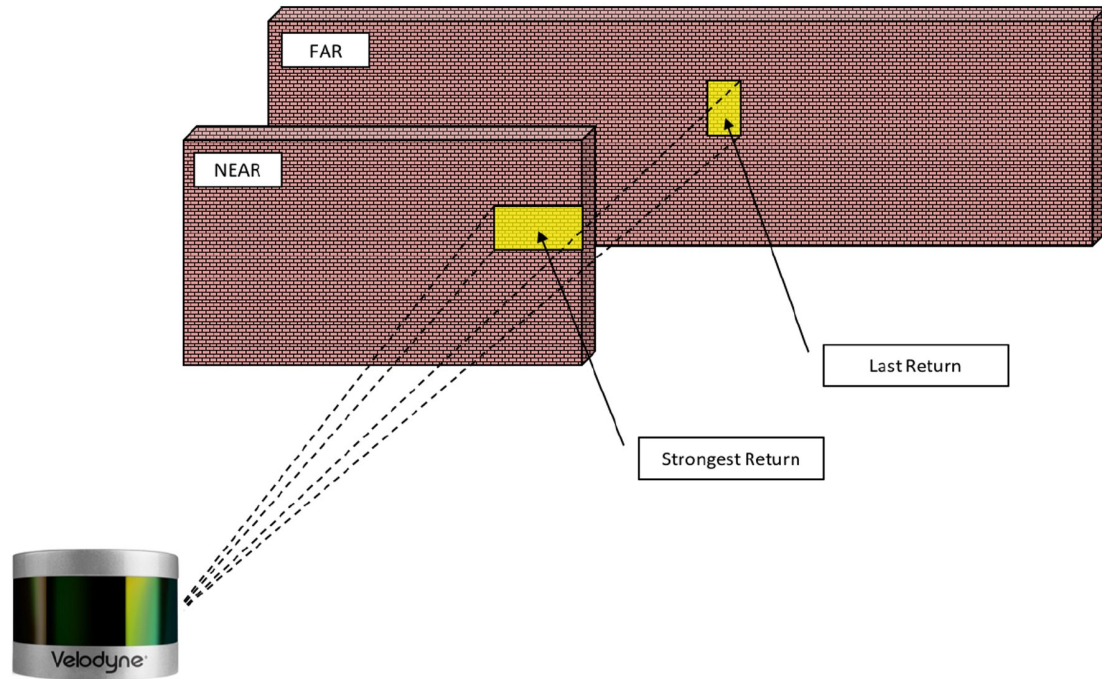 FAR
NEAR
Last Return
Strongest Return
Velodyne®